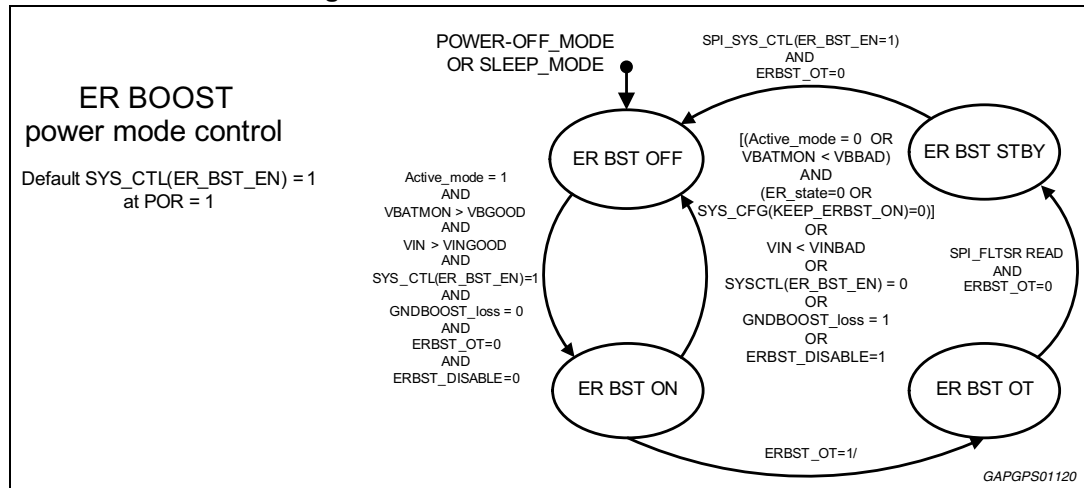 ER BOOST
power mode control
Default SYS_CTL(ER_BST_EN) = 1
at POR = 1
POWER-OFF_MODE
OR SLEEP_MODE
SPI_SYS_CTL(ER_BST_EN=1)
AND
ERBST_OT=0
ER BST OFF
ER BST STBY
Active_mode = 1
AND
VBATMON > VBGOOD
AND
VIN > VINGOOD
AND
SYS_CTL(ER_BST_EN)=1
AND
GNDBOOST_loss = 0
AND
ERBST_OT=0
AND
ERBST_DISABLE=0
[(Active_mode = 0 OR
VBATMON < VBBAD)
AND
(ER_state=0 OR
SYS_CFG(KEEP_ERBST_ON)=0)]
OR
VIN < VINBAD
OR
SYSCTL(ER_BST_EN) = 0
OR
GNDBOOST_loss = 1
OR
ERBST_DISABLE=1
SPI_FLTSR READ
AND
ERBST_OT=0
ER BST ON
ER BST OT
ERBST_OT=1/
GAPGPS01120